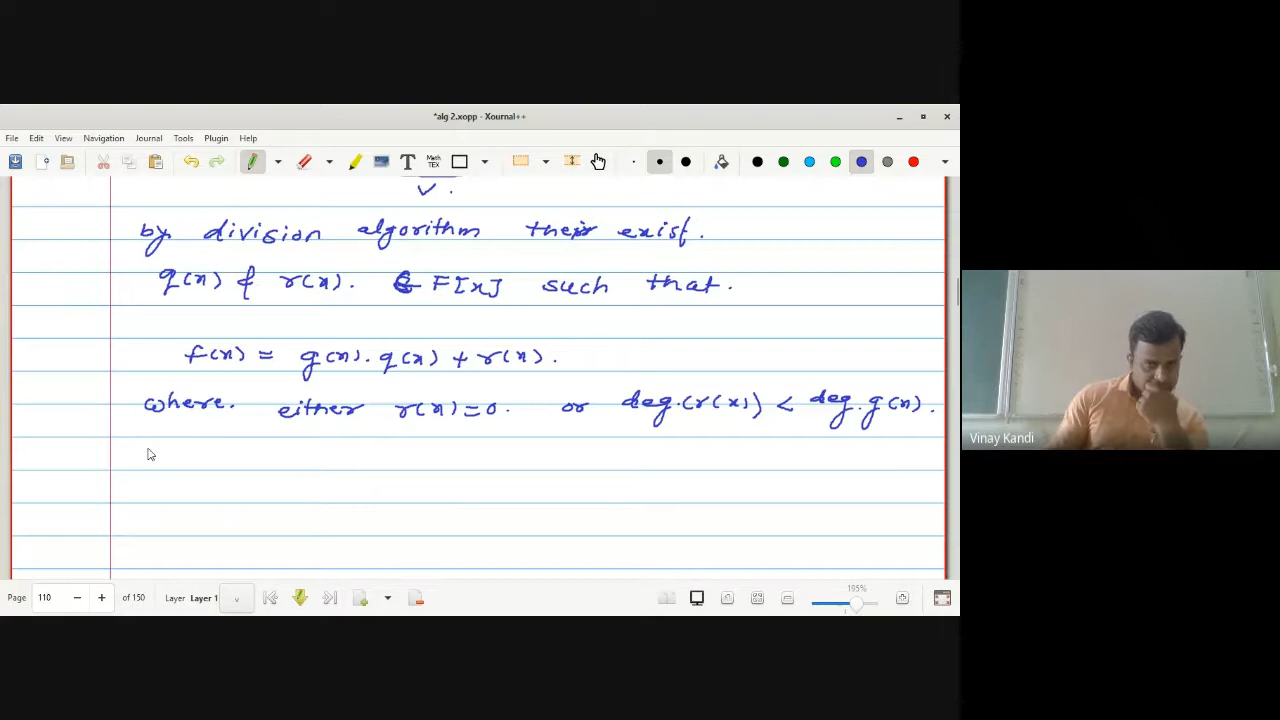 *alg 2.xopp - Xournal++
File Edit View Navigation Journal Tools Plugin Help
by division algorithm their exist.
q(x) & r(x). ∈ F[x] such that.
f(x) = g(x). q(x) + r(x).
where. either r(x) = 0. or deg.(r(x)) < deg. g(x).
Vinay Kandi
Page 110 of 150 Layer Layer 1 195%